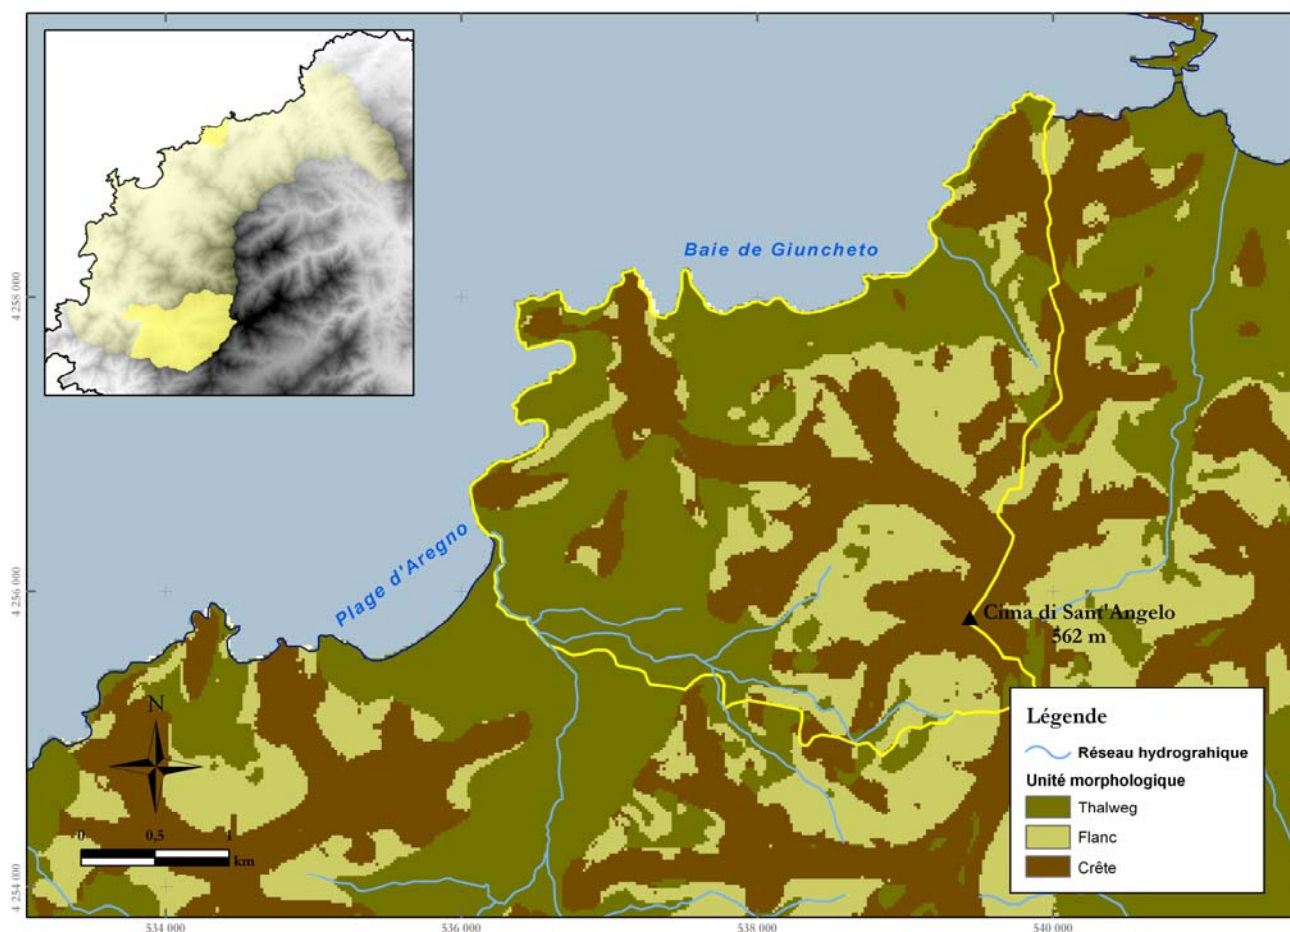 Baie de Giuncheto
Plage d'Aregno
Cima di Sant'Angelo
562 m
4 258 000
4 256 000
4 254 000
N
0 0,5 1
km
534 000 536 000 538 000 540 000
Légende
Réseau hydrograhique
Unité morphologique
Thalweg
Flanc
Crête